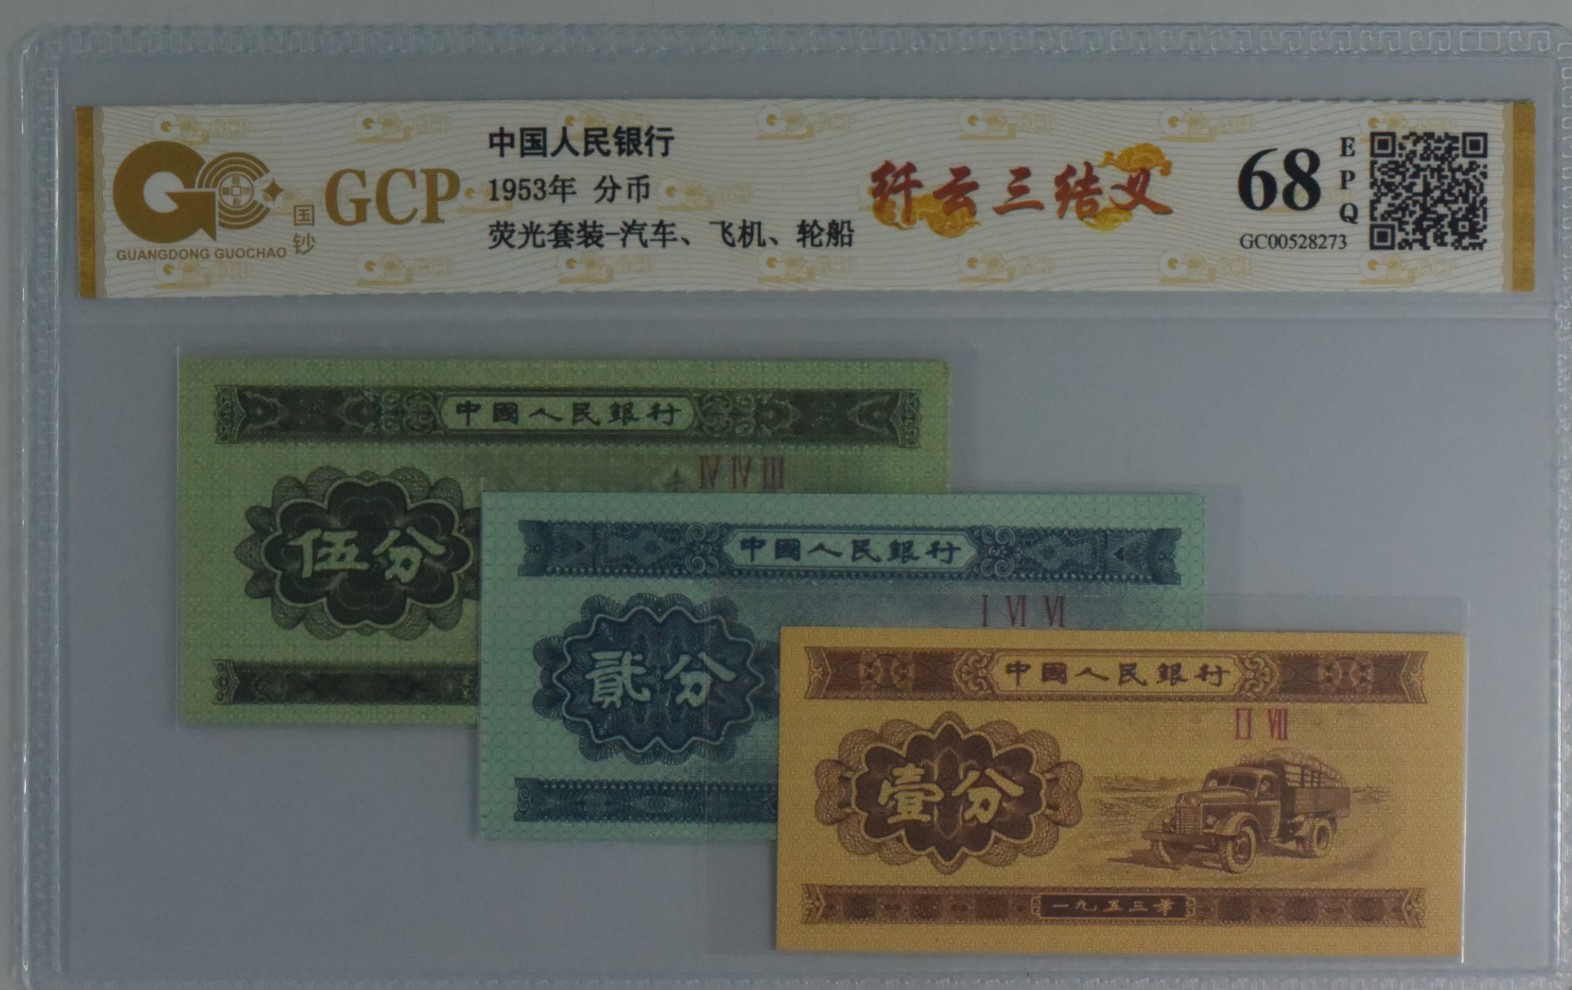 GUANGDONG GUOCHAO
国钞
GCP
中国人民银行
1953年 分币
荧光套装-汽车、飞机、轮船
纤云三结义
68
EPQ
GC00528273
中國人民銀行
Ⅳ Ⅳ Ⅲ
伍分
中國人民銀行
Ⅰ Ⅵ Ⅵ
貳分
中國人民銀行
Ⅱ Ⅶ
壹分
一九五三年